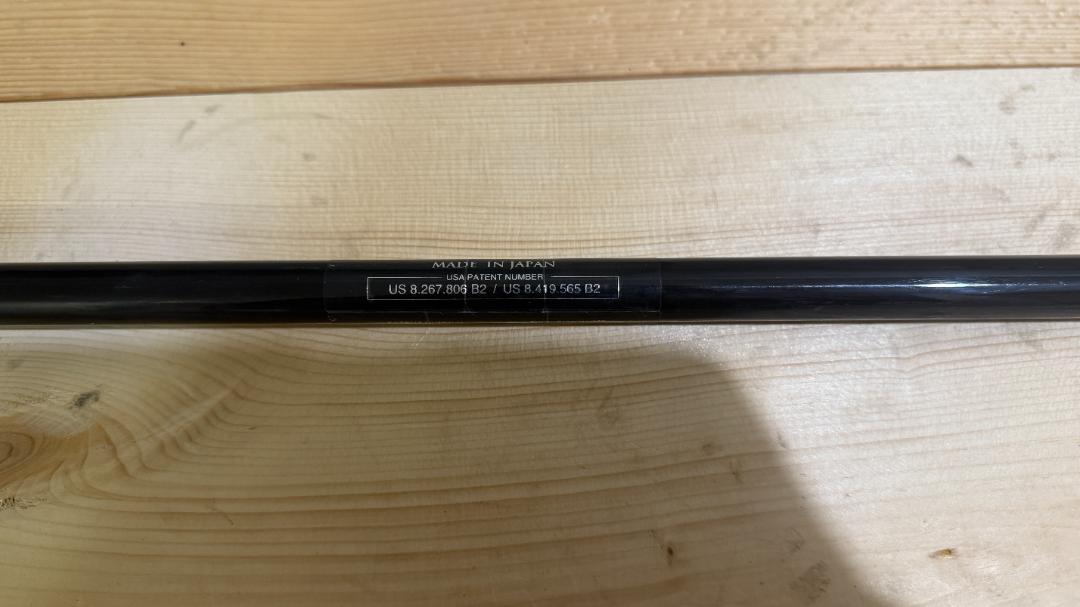 MADE IN JAPAN
USA PATENT NUMBER
US 8.267.806 B2 / US 8.419.565 B2